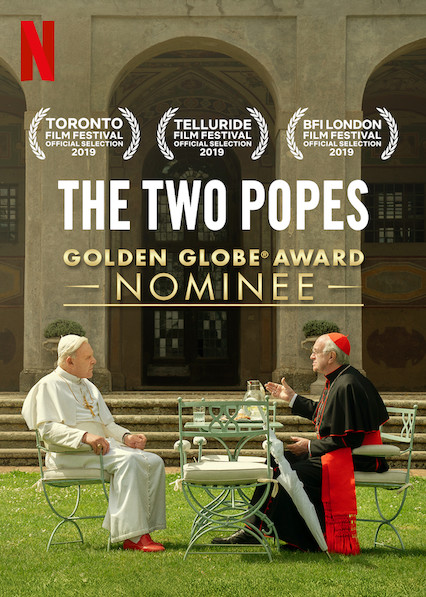 N
TORONTO
FILM FESTIVAL
OFFICIAL SELECTION
2019
TELLURIDE
FILM FESTIVAL
OFFICIAL SELECTION
2019
BFI LONDON
FILM FESTIVAL
OFFICIAL SELECTION
2019
THE TWO POPES
GOLDEN GLOBE® AWARD
NOMINEE